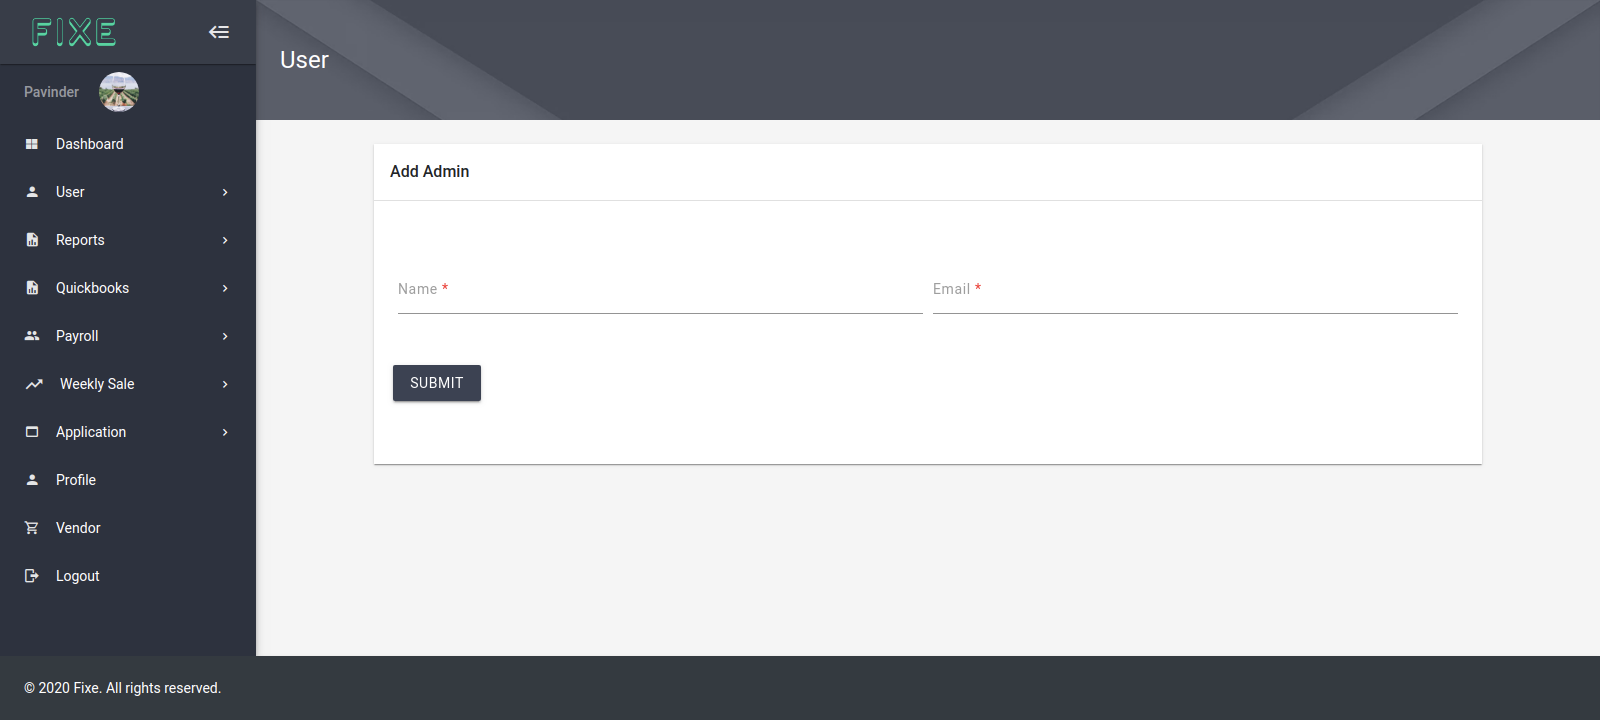 FIXE
User
Pavinder
Dashboard
User
Reports
Quickbooks
Payroll
Weekly Sale
Application
Profile
Vendor
Logout
Add Admin
Name *
Email *
SUBMIT
© 2020 Fixe. All rights reserved.